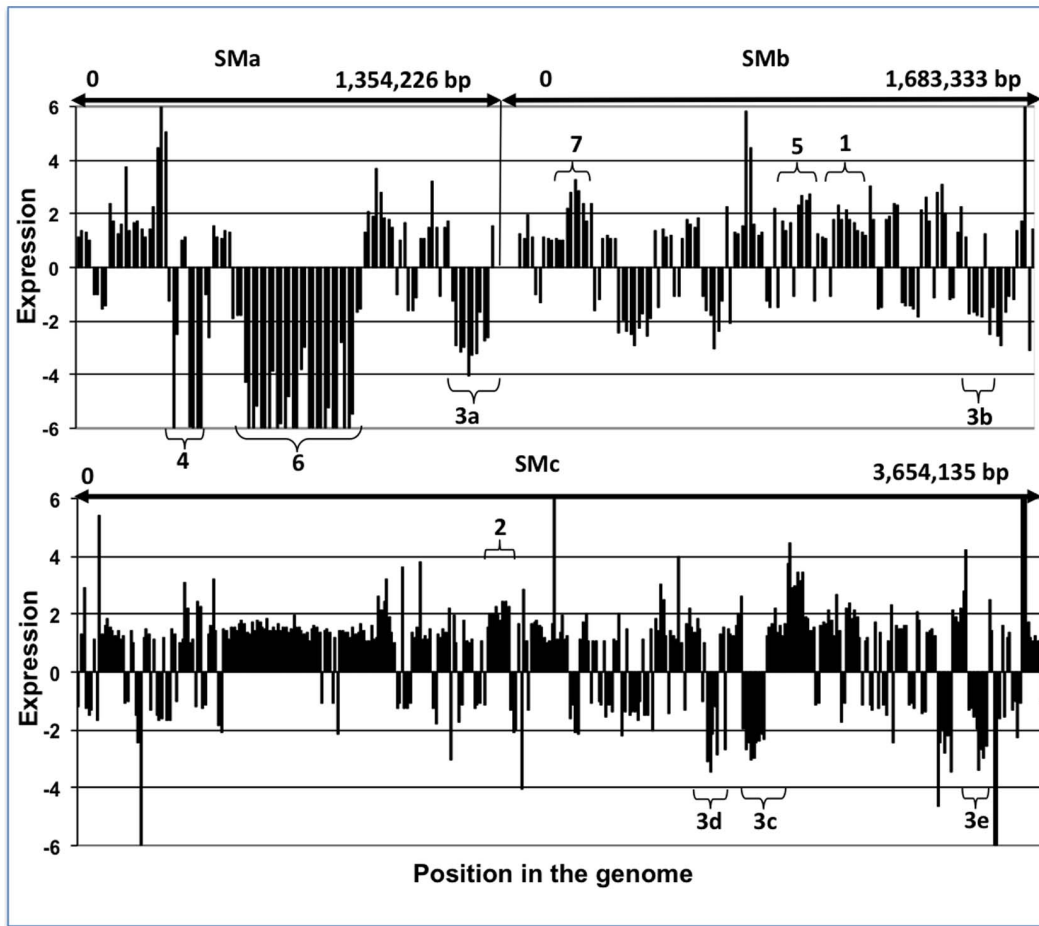 SMa SMb
0 1,354,226 bp 0 1,683,333 bp
6
4
2
0
-2
-4
-6
Expression
7 5 1
3a 3b
4 6
SMc
0 3,654,135 bp
6
4
2
0
-2
-4
-6
Expression
2
3d 3c 3e
Position in the genome